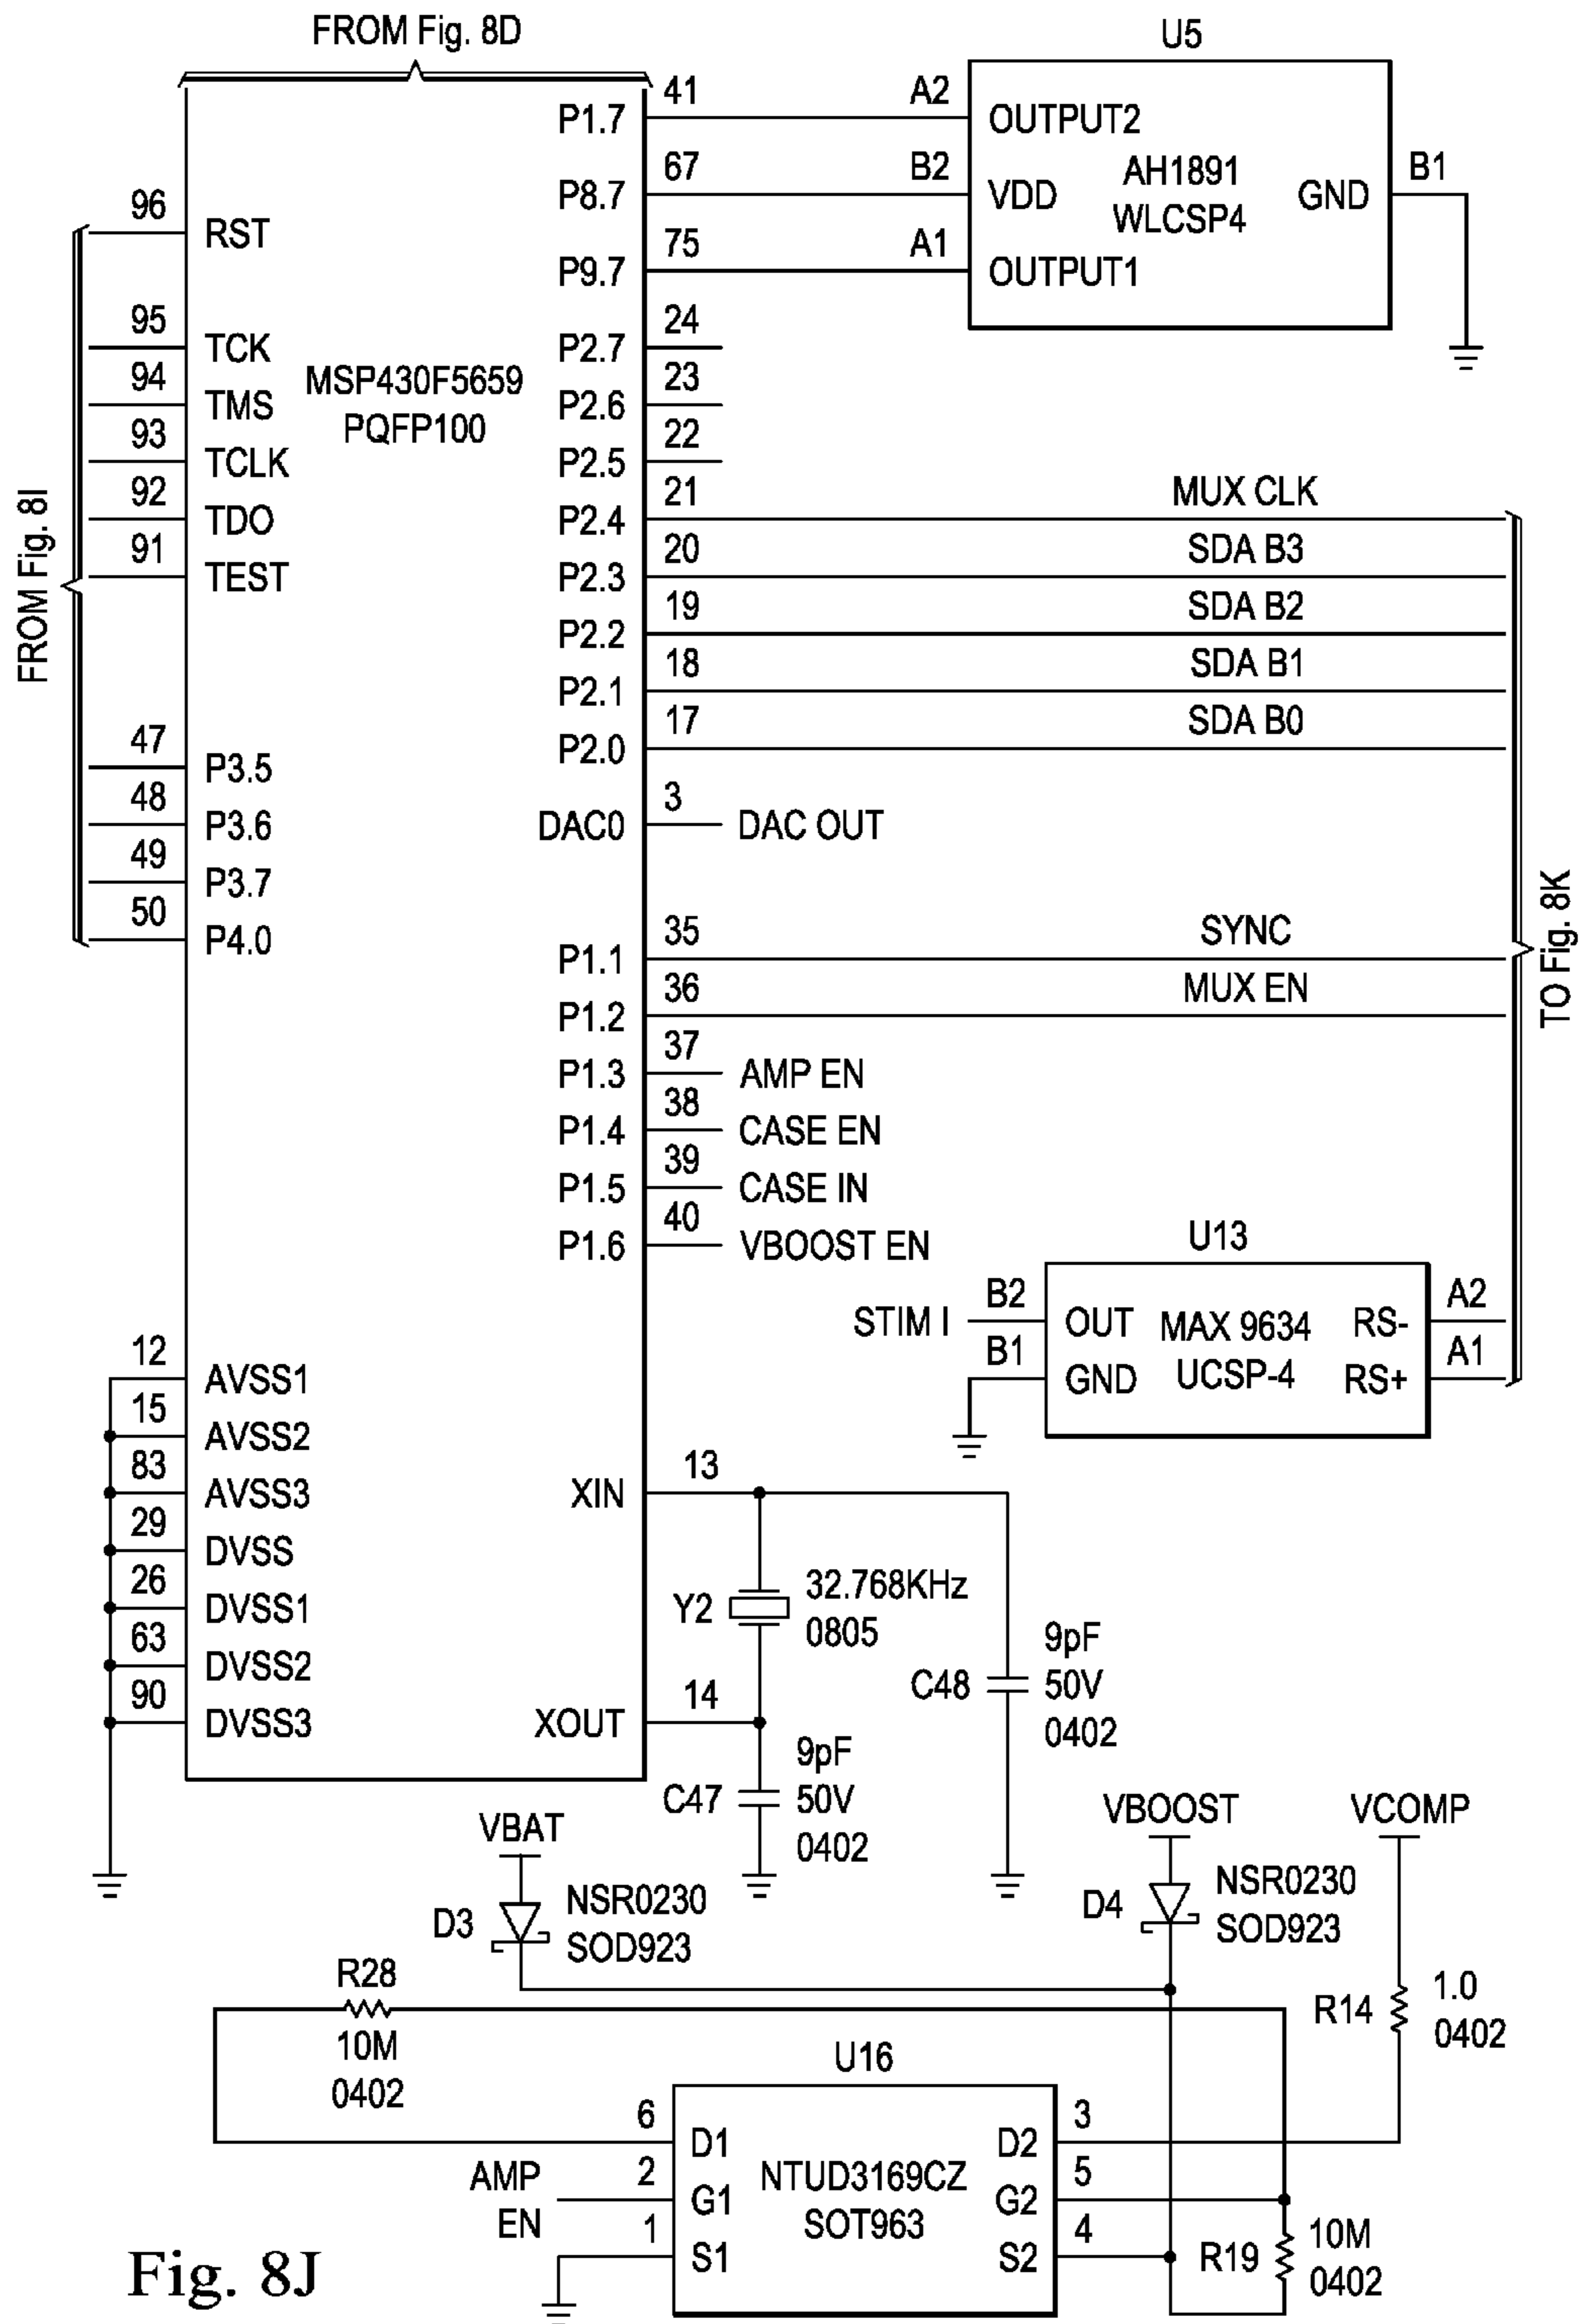 FROM Fig. 8D
U5
41
A2
P1.7
OUTPUT2
67
B2
P8.7
VDD
AH1891
WLCSP4
GND
B1
96
RST
75
A1
P9.7
OUTPUT1
24
P2.7
95
TCK
23
P2.6
94
TMS
MSP430F5659
PQFP100
22
P2.5
93
TCLK
21
P2.4
MUX CLK
92
TDO
20
P2.3
SDA B3
91
TEST
19
P2.2
SDA B2
18
P2.1
SDA B1
17
P2.0
SDA B0
FROM Fig. 8I
47
P3.5
48
P3.6
49
P3.7
50
P4.0
3
DAC0
DAC OUT
35
P1.1
SYNC
36
P1.2
MUX EN
TO Fig. 8K
37
P1.3
AMP EN
38
P1.4
CASE EN
39
P1.5
CASE IN
40
P1.6
VBOOST EN
U13
STIM I
B2
OUT
MAX 9634
UCSP-4
RS-
A2
B1
GND
RS+
A1
12
AVSS1
15
AVSS2
83
AVSS3
29
DVSS
26
DVSS1
63
DVSS2
90
DVSS3
XIN
13
Y2
32.768KHz
0805
XOUT
14
C48
9pF
50V
0402
C47
9pF
50V
0402
VBAT
D3
NSR0230
SOD923
VBOOST
D4
NSR0230
SOD923
VCOMP
R14
1.0
0402
R28
10M
0402
U16
6
D1
D2
3
AMP
EN
2
G1
NTUD3169CZ
SOT963
G2
5
1
S1
S2
4
R19
10M
0402
Fig. 8J